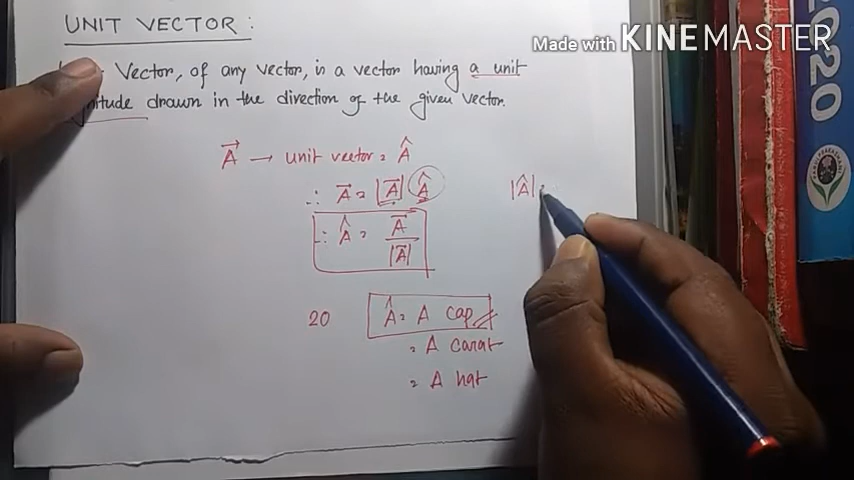 UNIT VECTOR:
Made with KINEMASTER
2020
Vector, of any vector, is a vector having a unit
drawn in the direction of the given vector.
A⃗ → unit vector = Â
∴ A⃗ = |A⃗| Â
|Â| =
∴ Â = A⃗ / |A⃗|
20
Â = A cap
= A carat
= A hat